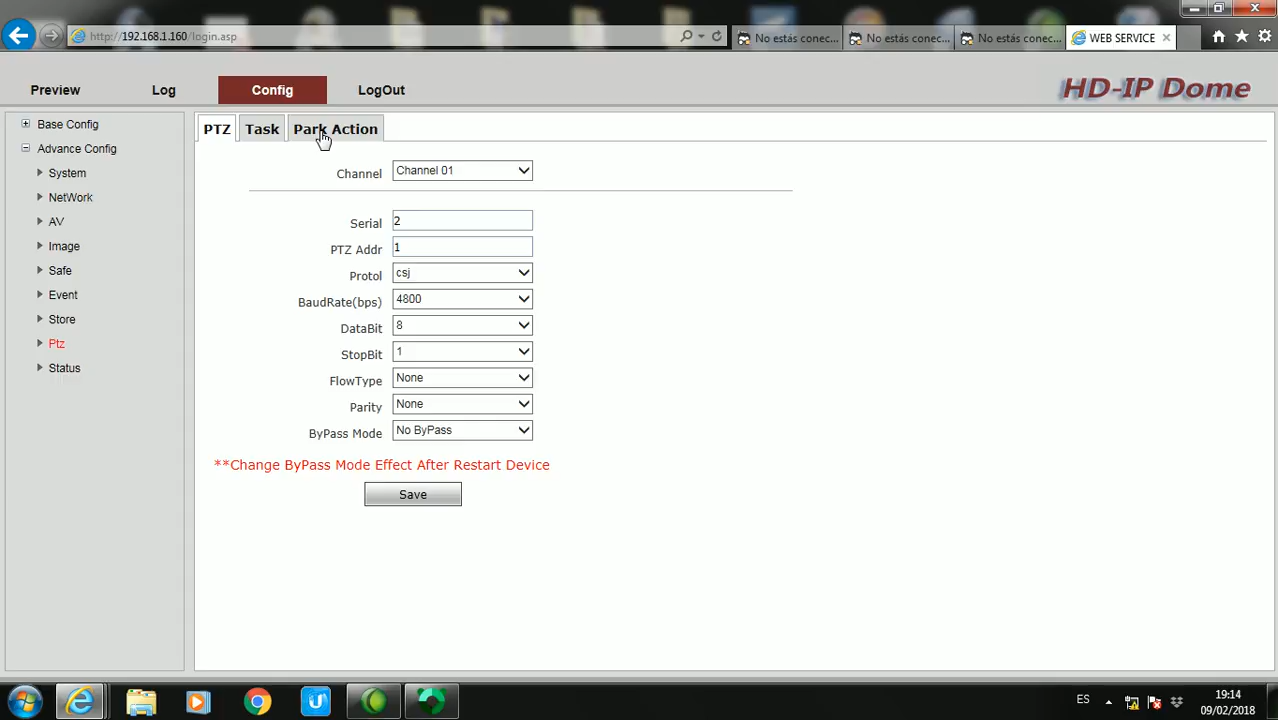 http://192.168.1.160/login.asp
No estás conec...
No estás conec...
No estás conec...
WEB SERVICE
Preview
Log
Config
LogOut
HD-IP Dome
Base Config
Advance Config
System
NetWork
AV
Image
Safe
Event
Store
Ptz
Status
PTZ
Task
Park Action
Channel
Channel 01
Serial
2
PTZ Addr
1
Protol
csj
BaudRate(bps)
4800
DataBit
8
StopBit
1
FlowType
None
Parity
None
ByPass Mode
No ByPass
**Change ByPass Mode Effect After Restart Device
Save
ES
19:14
09/02/2018